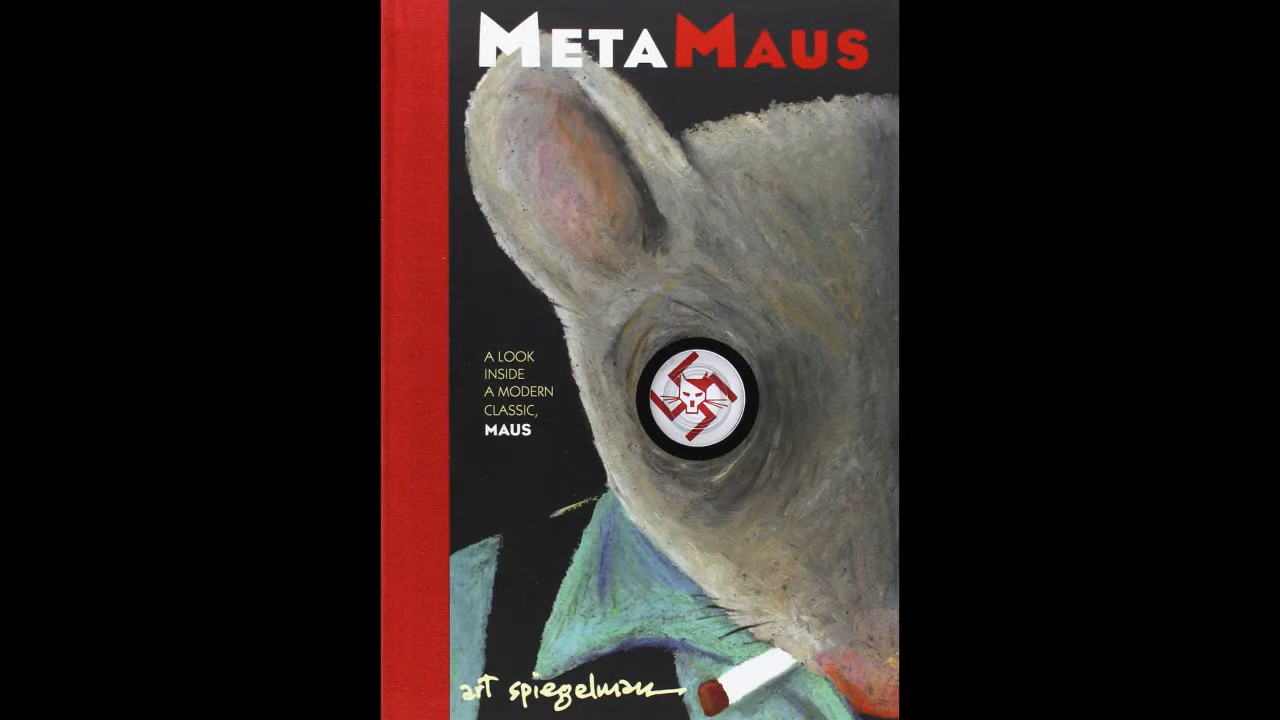 METAMAUS
A LOOK
INSIDE
A MODERN
CLASSIC,
MAUS
art spiegelman